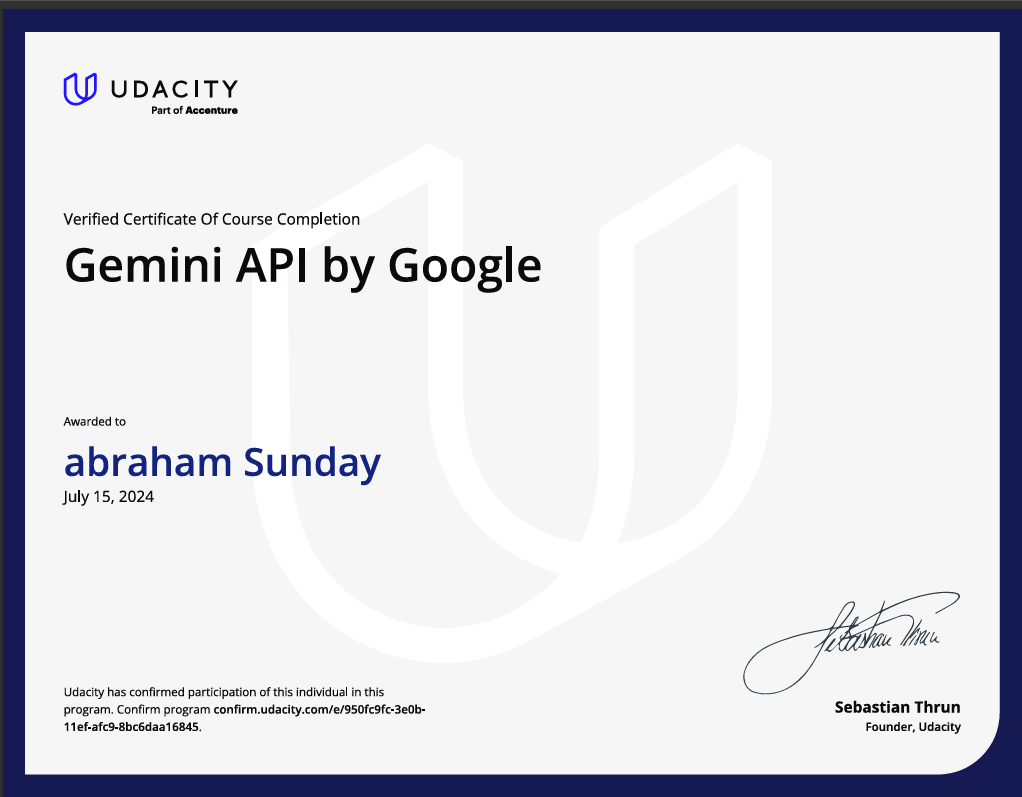 UDACITY
Part of Accenture
Verified Certificate Of Course Completion
Gemini API by Google
Awarded to
abraham Sunday
July 15, 2024
Sebastian Thrun
Udacity has confirmed participation of this individual in this
program. Confirm program confirm.udacity.com/e/950fc9fc-3e0b-
11ef-afc9-8bc6daa16845.
Sebastian Thrun
Founder, Udacity